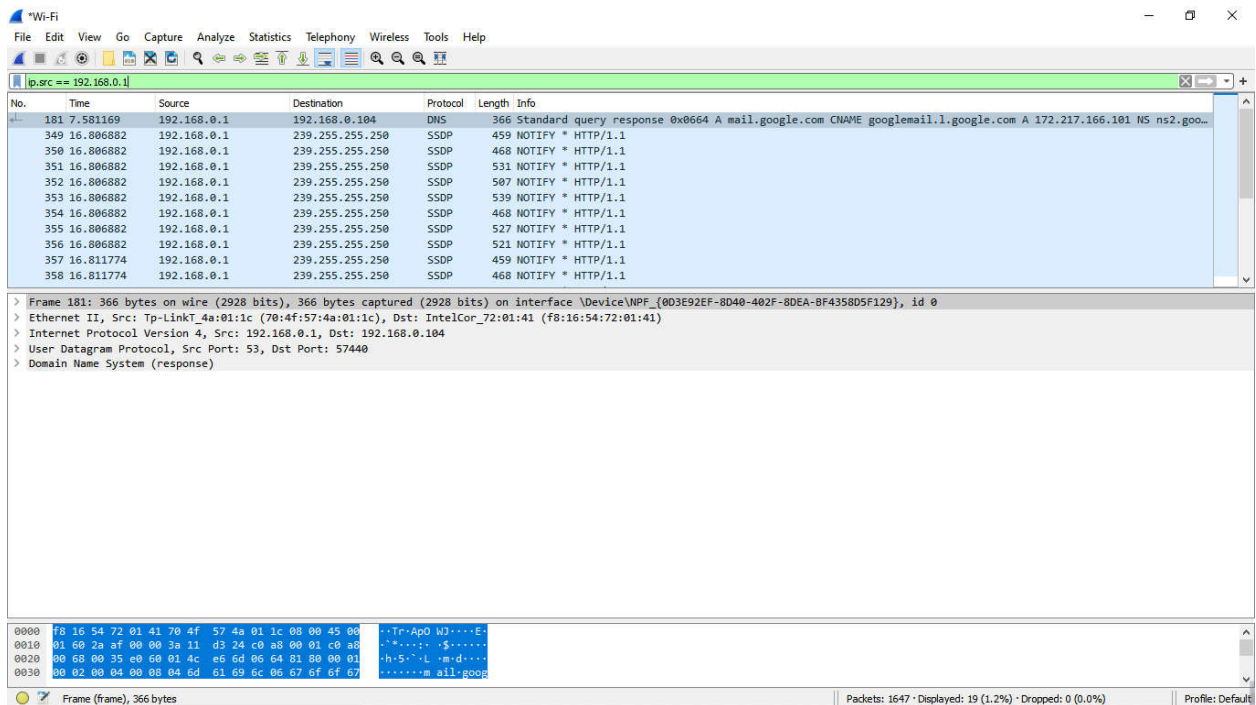 *Wi-Fi
File Edit View Go Capture Analyze Statistics Telephony Wireless Tools Help
ip.src == 192.168.0.1
No. Time Source Destination Protocol Length Info
181 7.581169 192.168.0.1 192.168.0.104 DNS 366 Standard query response 0x0664 A mail.google.com CNAME googlemail.l.google.com A 172.217.166.101 NS ns2.goo…
349 16.806882 192.168.0.1 239.255.255.250 SSDP 459 NOTIFY * HTTP/1.1
350 16.806882 192.168.0.1 239.255.255.250 SSDP 468 NOTIFY * HTTP/1.1
351 16.806882 192.168.0.1 239.255.255.250 SSDP 531 NOTIFY * HTTP/1.1
352 16.806882 192.168.0.1 239.255.255.250 SSDP 507 NOTIFY * HTTP/1.1
353 16.806882 192.168.0.1 239.255.255.250 SSDP 539 NOTIFY * HTTP/1.1
354 16.806882 192.168.0.1 239.255.255.250 SSDP 468 NOTIFY * HTTP/1.1
355 16.806882 192.168.0.1 239.255.255.250 SSDP 527 NOTIFY * HTTP/1.1
356 16.806882 192.168.0.1 239.255.255.250 SSDP 521 NOTIFY * HTTP/1.1
357 16.811774 192.168.0.1 239.255.255.250 SSDP 459 NOTIFY * HTTP/1.1
358 16.811774 192.168.0.1 239.255.255.250 SSDP 468 NOTIFY * HTTP/1.1
> Frame 181: 366 bytes on wire (2928 bits), 366 bytes captured (2928 bits) on interface \Device\NPF_{0D3E92EF-8D40-402F-8DEA-BF4358D5F129}, id 0
> Ethernet II, Src: Tp-LinkT_4a:01:1c (70:4f:57:4a:01:1c), Dst: IntelCor_72:01:41 (f8:16:54:72:01:41)
> Internet Protocol Version 4, Src: 192.168.0.1, Dst: 192.168.0.104
> User Datagram Protocol, Src Port: 53, Dst Port: 57440
> Domain Name System (response)
0000 f8 16 54 72 01 41 70 4f 57 4a 01 1c 08 00 45 00 ··Tr·ApO WJ····E·
0010 01 60 2a af 00 00 3a 11 d3 24 c0 a8 00 01 c0 a8 ·`*···:· ·$······
0020 00 68 00 35 e0 60 01 4c e6 6d 06 64 81 80 00 01 ·h·5·`·L ·m·d····
0030 00 02 00 04 00 08 04 6d 61 69 6c 06 67 6f 6f 67 ·······m ail·goog
Frame (frame), 366 bytes Packets: 1647 · Displayed: 19 (1.2%) · Dropped: 0 (0.0%) Profile: Default